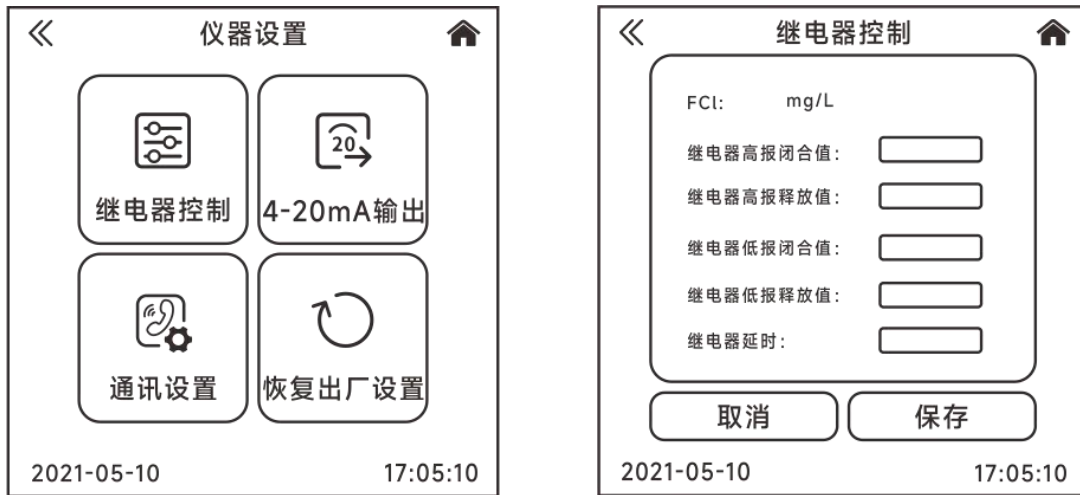 仪器设置
20
继电器控制
4-20mA输出
通讯设置
恢复出厂设置
2021-05-10
17:05:10
继电器控制
FCl: mg/L
继电器高报闭合值:
继电器高报释放值:
继电器低报闭合值:
继电器低报释放值:
继电器延时:
取消
保存
2021-05-10
17:05:10